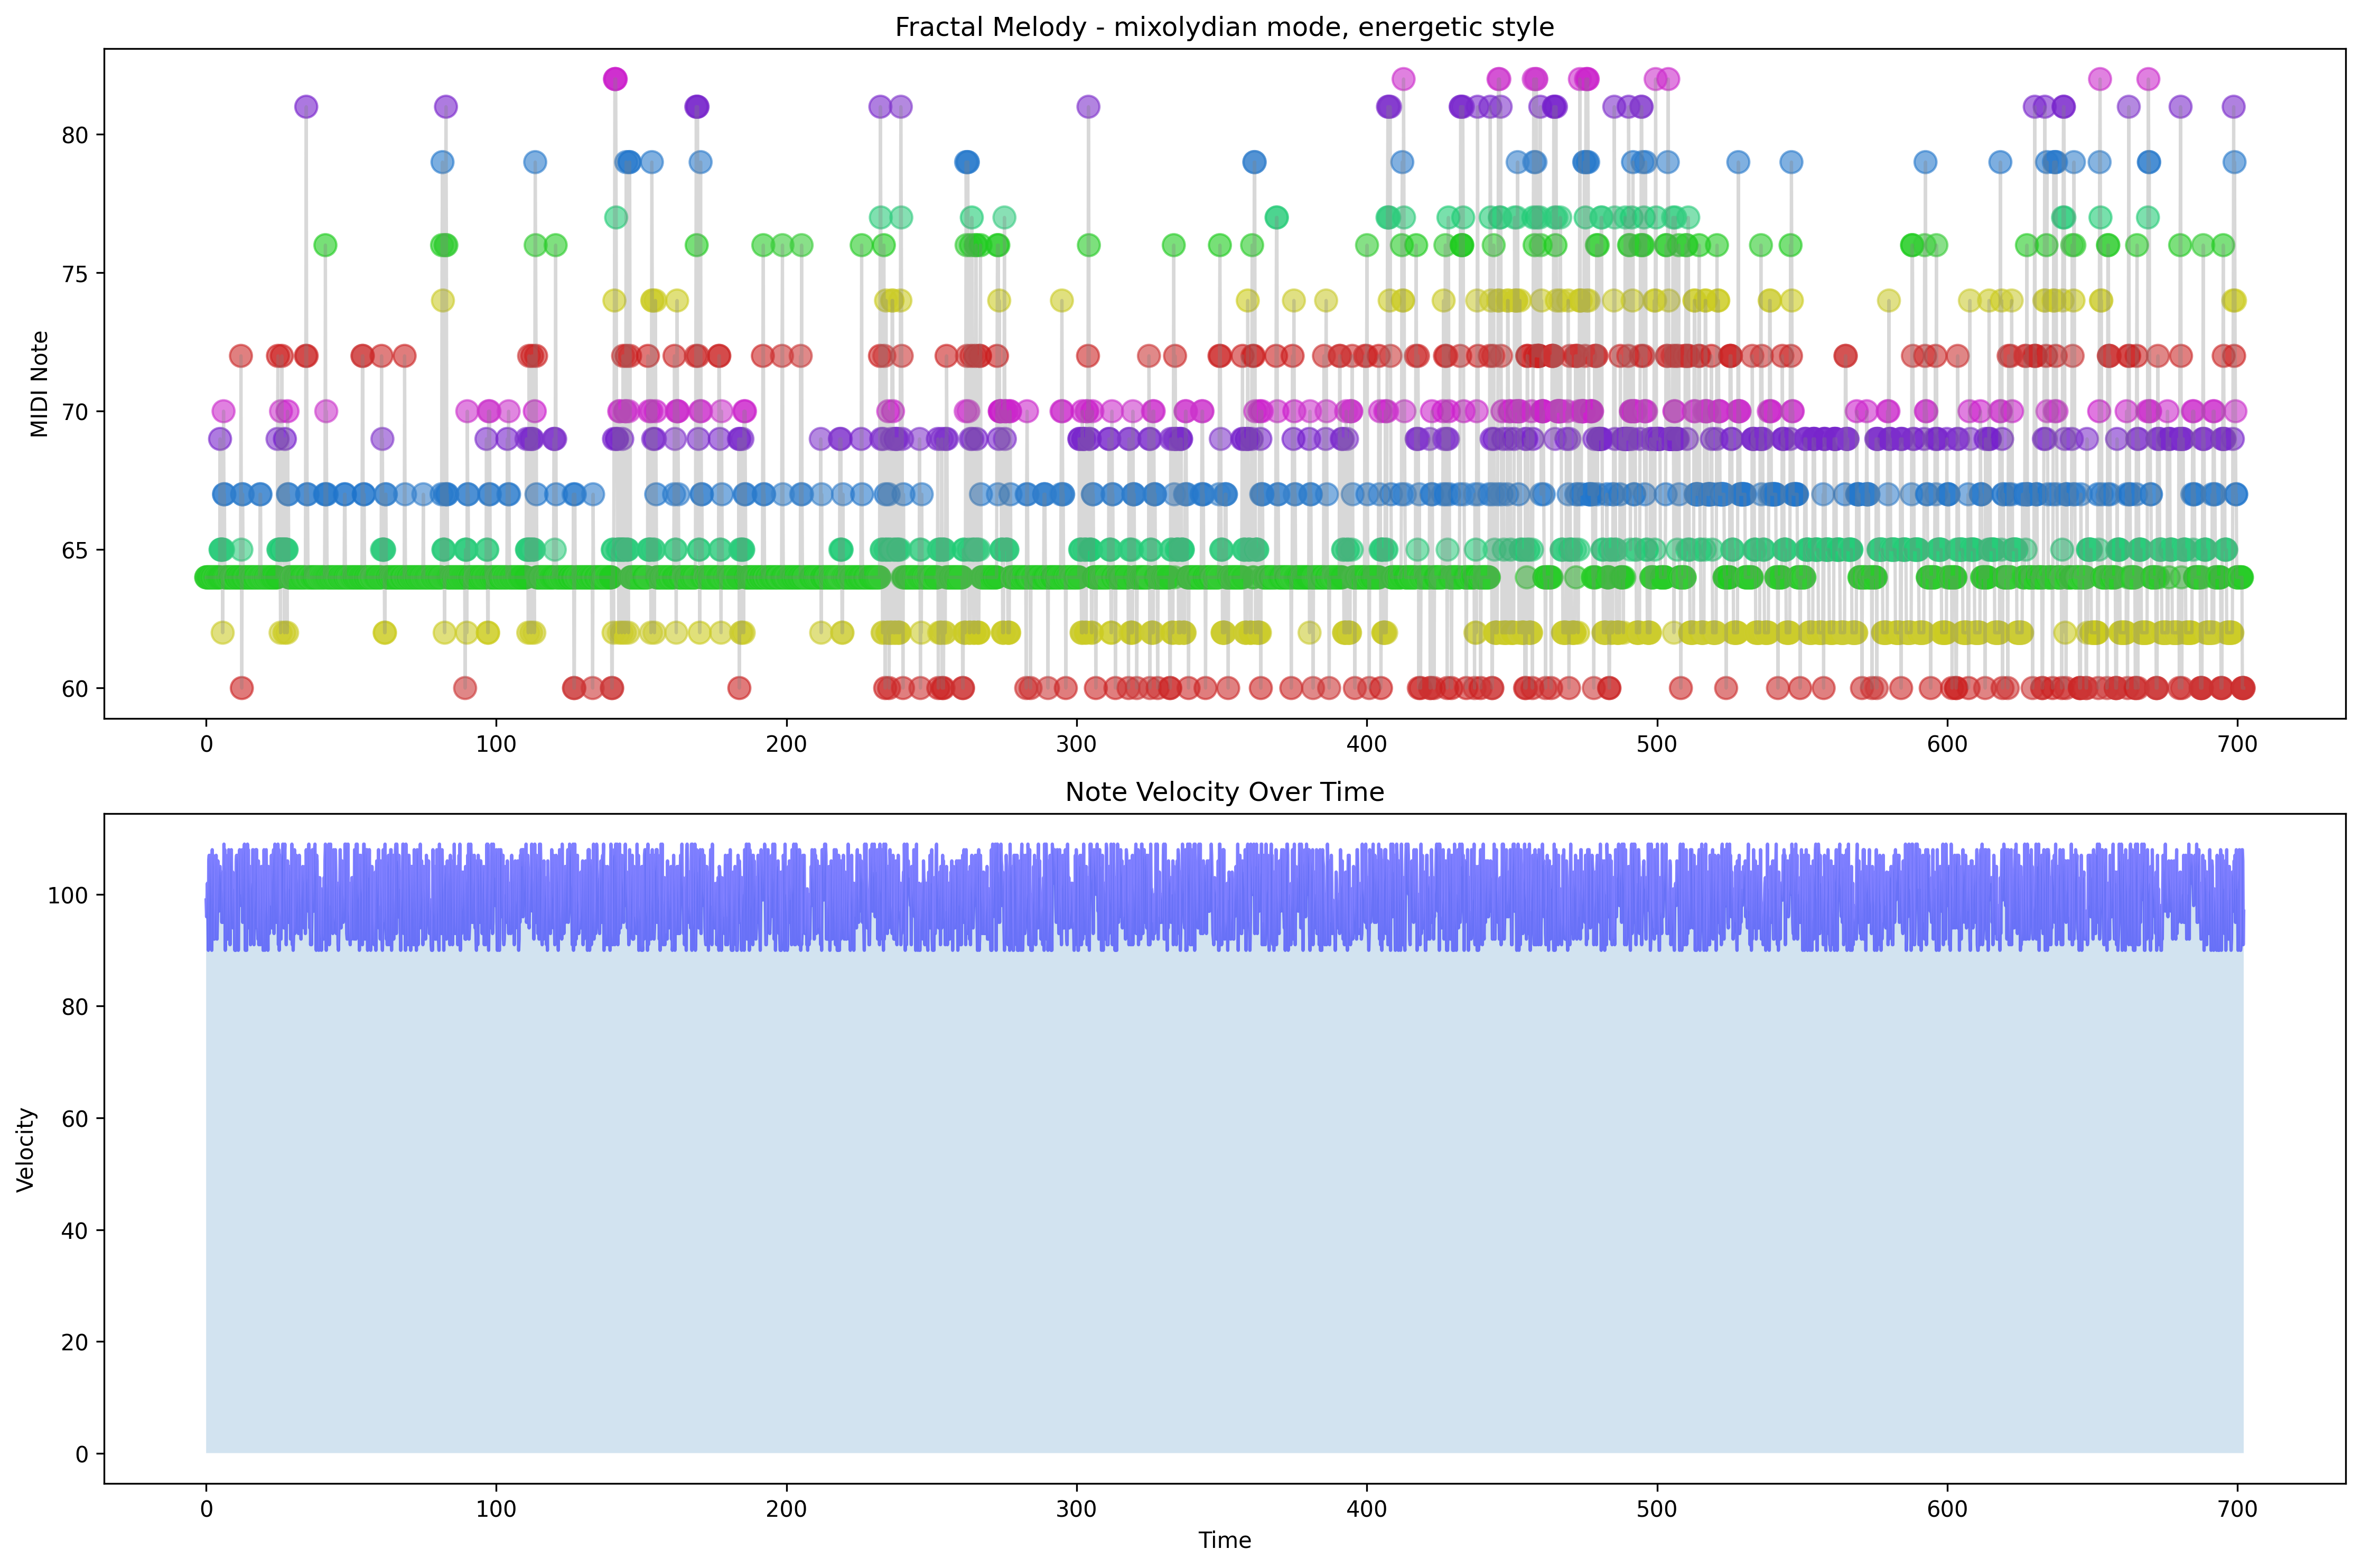 Fractal Melody - mixolydian mode, energetic style
MIDI Note
80
75
70
65
60
0 100 200 300 400 500 600 700
Note Velocity Over Time
Velocity
100
80
60
40
20
0
0 100 200 300 400 500 600 700
Time